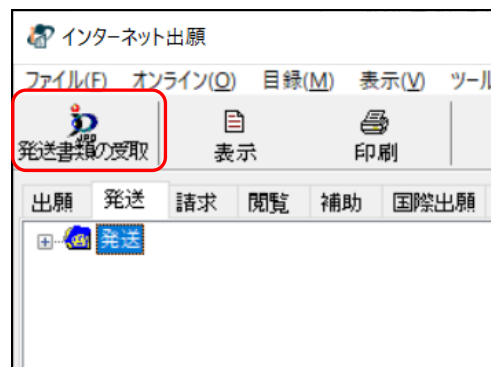 インターネット出願
ファイル(F) オンライン(O) 目録(M) 表示(V) ツール
JPO
発送書類の受取 表示 印刷
出願 発送 請求 閲覧 補助 国際出願
発送